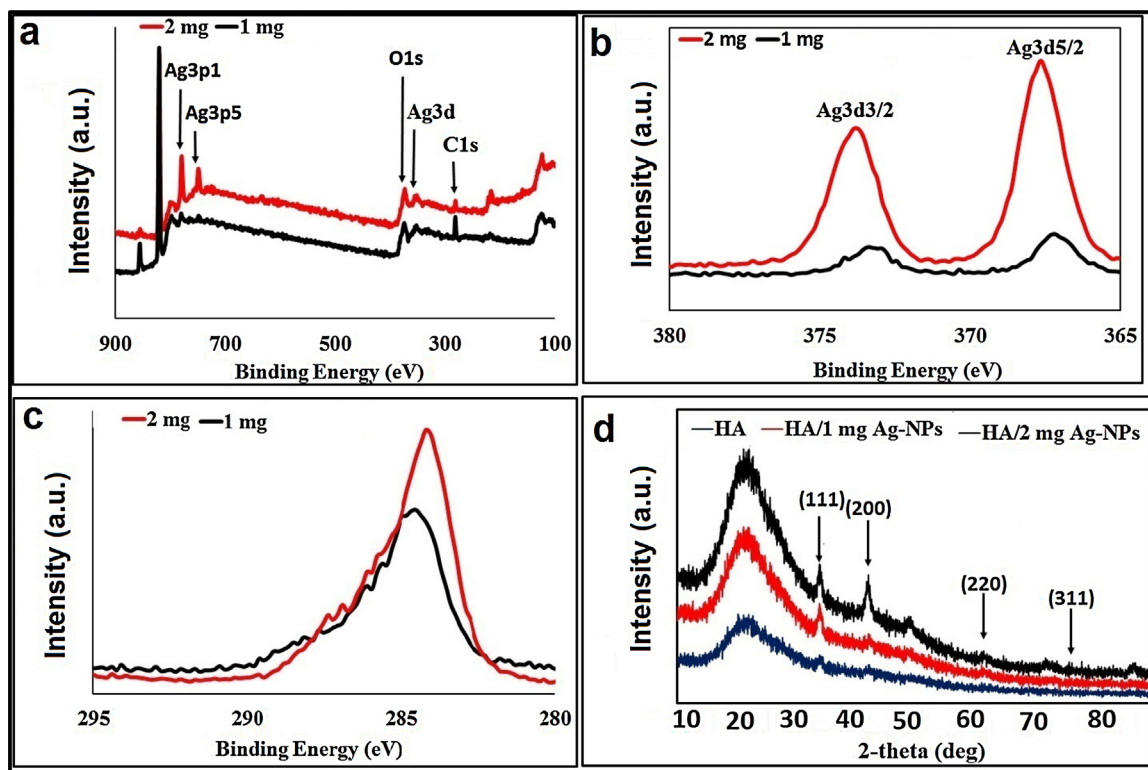 a
2 mg 1 mg
Ag3p1
Ag3p5
O1s
Ag3d
C1s
Intensity (a.u.)
900 700 500 300 100
Binding Energy (eV)
b
2 mg 1 mg
Ag3d3/2
Ag3d5/2
Intensity (a.u.)
380 375 370 365
Binding Energy (eV)
c
2 mg 1 mg
Intensity (a.u.)
295 290 285 280
Binding Energy (eV)
d
HA HA/1 mg Ag-NPs HA/2 mg Ag-NPs
(111) (200)
(220) (311)
Intensity (a.u.)
10 20 30 40 50 60 70 80
2-theta (deg)